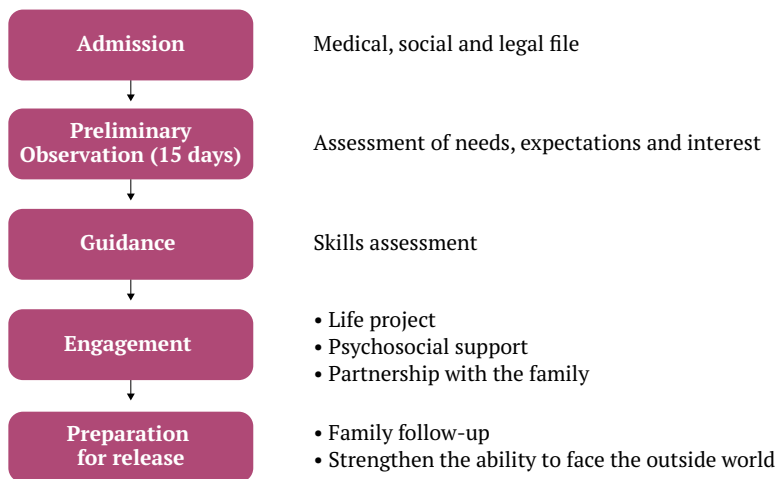 Admission
Medical, social and legal file
Preliminary
Observation (15 days)
Assessment of needs, expectations and interest
Guidance
Skills assessment
Engagement
• Life project
• Psychosocial support
• Partnership with the family
Preparation
for release
• Family follow-up
• Strengthen the ability to face the outside world